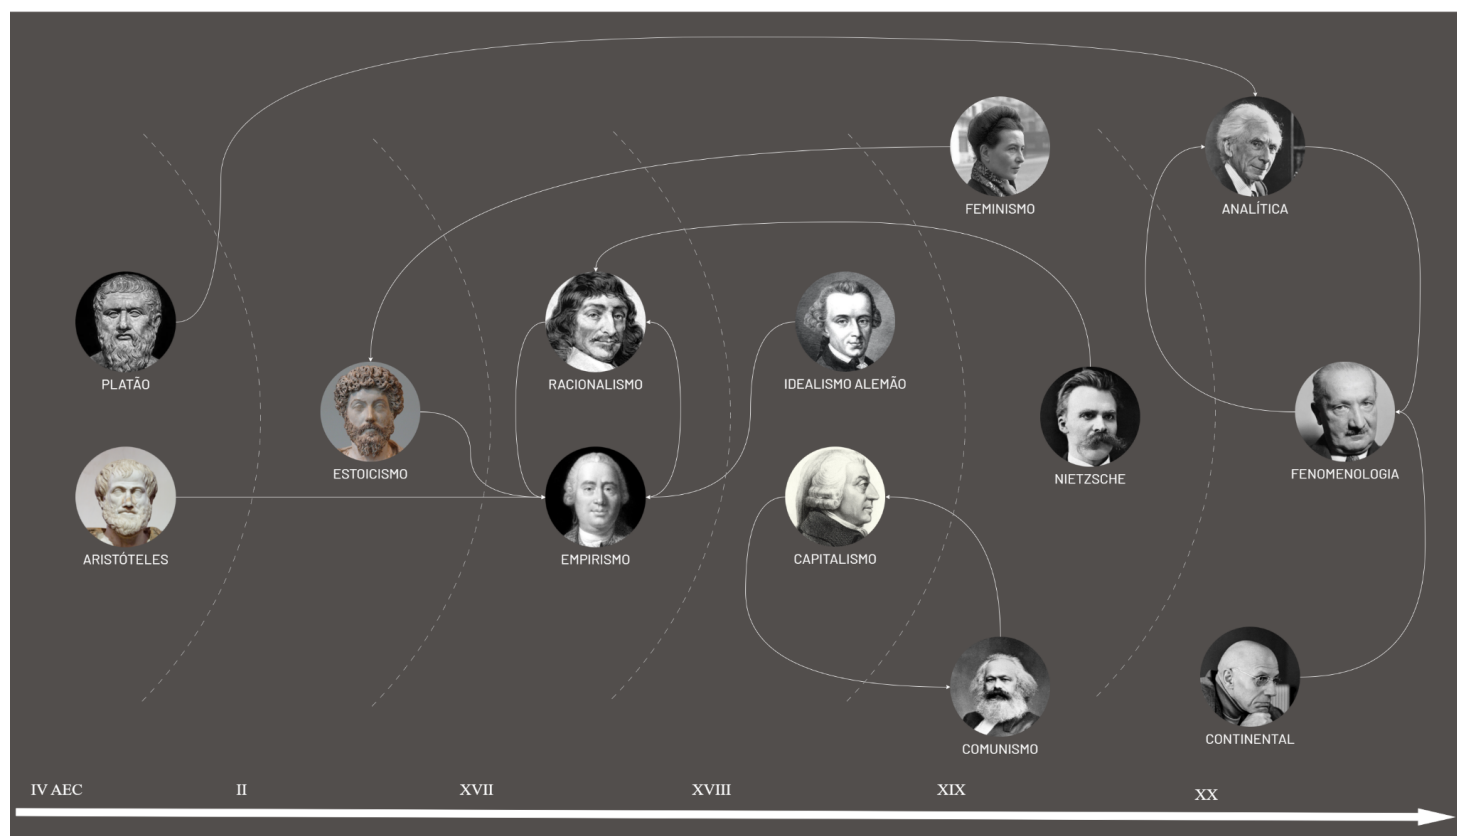 FEMINISMO
ANALÍTICA
PLATÃO
RACIONALISMO
IDEALISMO ALEMÃO
ESTOICISMO
NIETZSCHE
FENOMENOLOGIA
ARISTÓTELES
EMPIRISMO
CAPITALISMO
COMUNISMO
CONTINENTAL
IV AEC
II
XVII
XVIII
XIX
XX